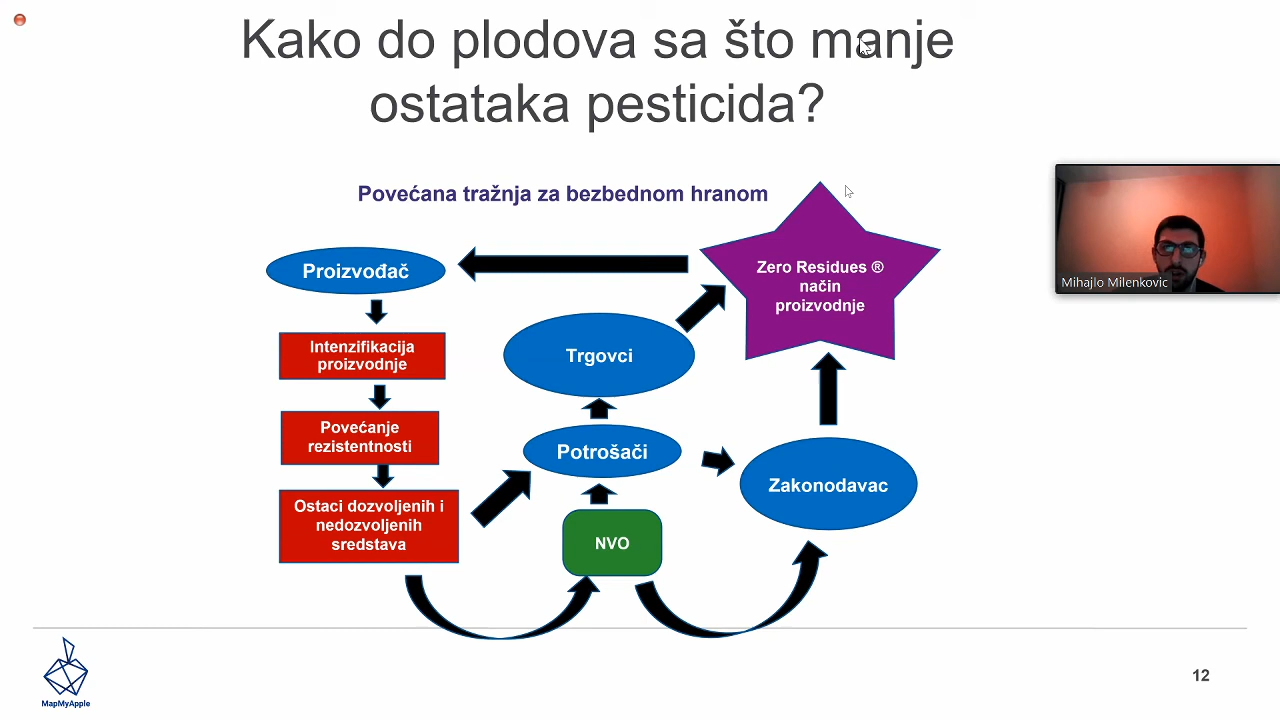 Kako do plodova sa što manje
ostataka pesticida?
Povećana tražnja za bezbednom hranom
Proizvođač
Zero Residues ®
način
proizvodnje
Intenzifikacija
proizvodnje
Trgovci
Povećanje
rezistentnosti
Potrošači
Zakonodavac
Ostaci dozvoljenih i
nedozvoljenih
sredstava
NVO
Mihajlo Milenkovic
MapMyApple
12